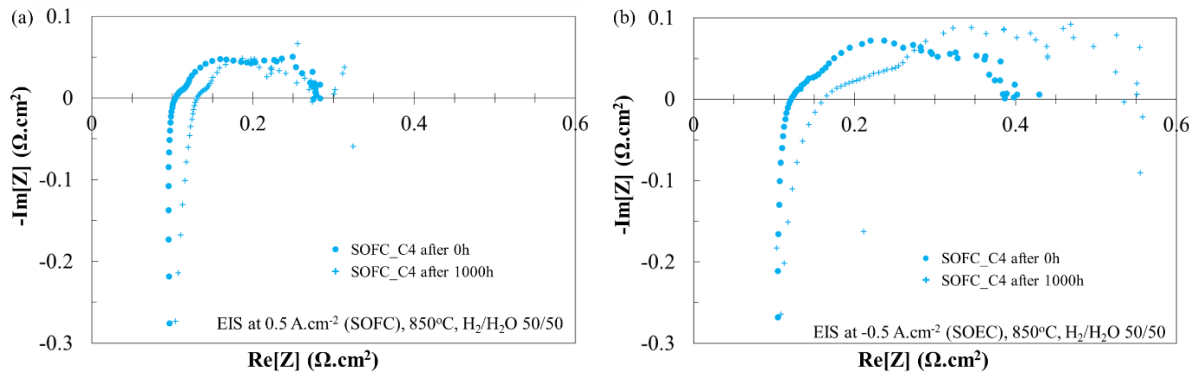 (a)
0.1
0
-0.1
-0.2
-0.3
0
0.2
0.4
0.6
-Im[Z] (Ω.cm²)
SOFC_C4 after 0h
SOFC_C4 after 1000h
EIS at 0.5 A.cm⁻² (SOFC), 850°C, H₂/H₂O 50/50
Re[Z] (Ω.cm²)
(b)
0.1
0
-0.1
-0.2
-0.3
0
0.2
0.4
0.6
-Im[Z] (Ω.cm²)
SOFC_C4 after 0h
SOFC_C4 after 1000h
EIS at -0.5 A.cm⁻² (SOEC), 850°C, H₂/H₂O 50/50
Re[Z] (Ω.cm²)